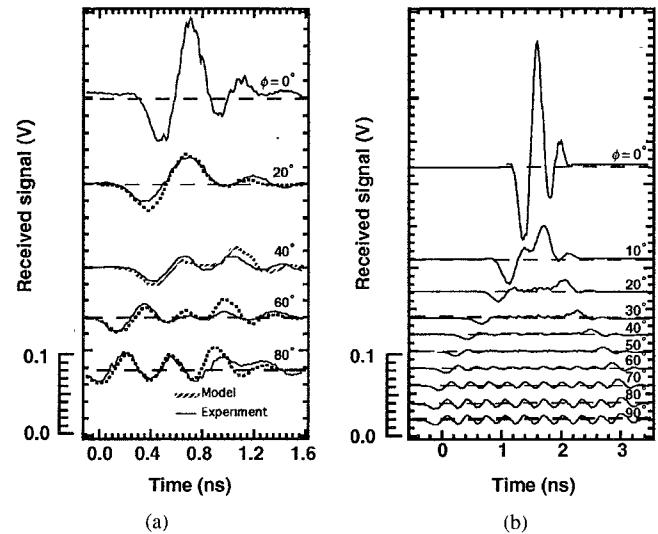 Received signal (V)
ϕ=0°
20°
40°
60°
80°
0.1
0.0
Model
Experiment
0.0 0.4 0.8 1.2 1.6
Time (ns)
(a)
Received signal (V)
ϕ=0°
10°
20°
30°
40°
50°
60°
70°
80°
90°
0.1
0.0
0 1 2 3
Time (ns)
(b)